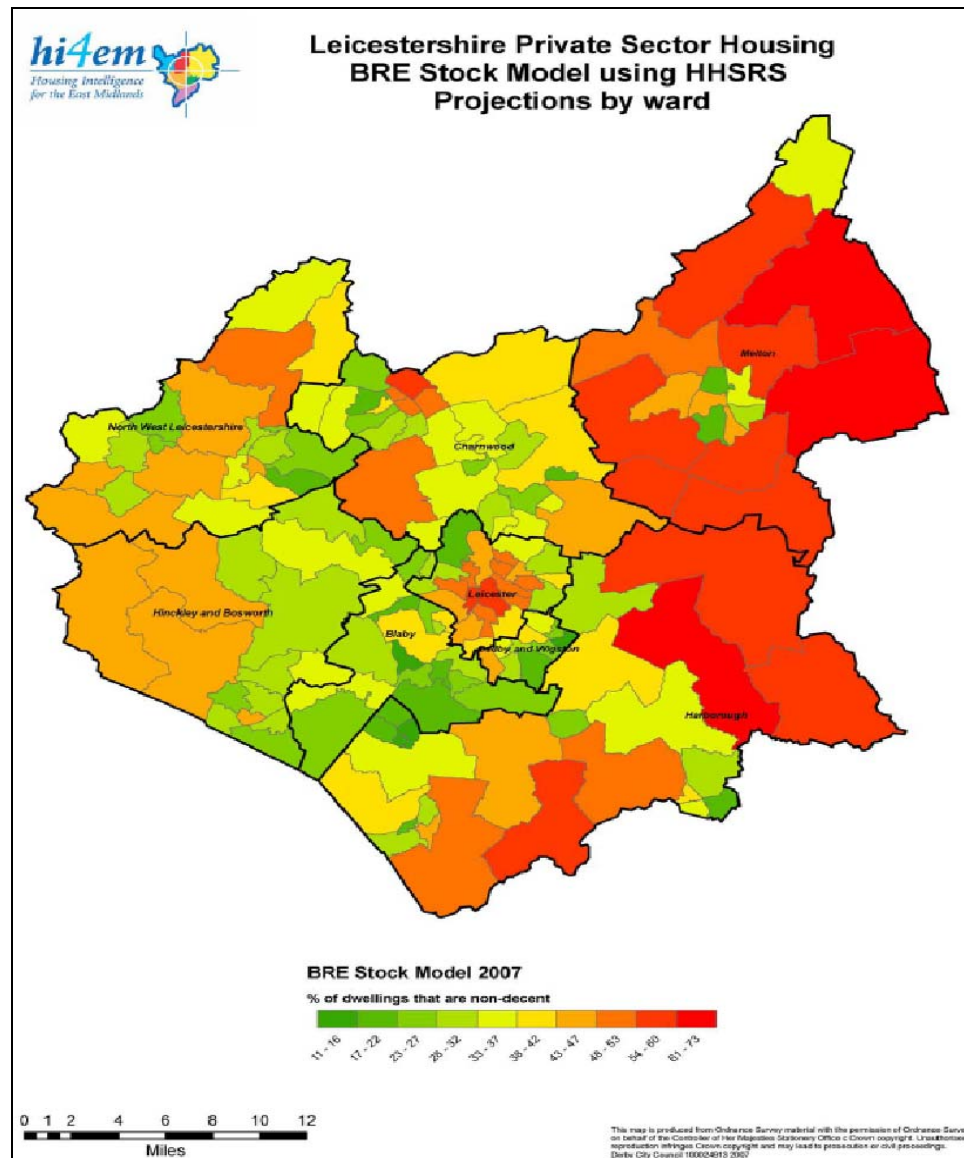 hi4em
Housing Intelligence
for the East Midlands
Leicestershire Private Sector Housing
BRE Stock Model using HHSRS
Projections by ward
Melton
North West Leicestershire
Charnwood
Leicester
Hinckley and Bosworth
Blaby
and Wigston
Harborough
BRE Stock Model 2007
% of dwellings that are non-decent
11 - 16
17 - 22
23 - 27
28 - 32
33 - 37
38 - 42
43 - 47
48 - 53
54 - 60
61 - 73
0 1 2 4 6 8 10 12
Miles
This map is produced from Ordnance Survey material with the permission of Ordnance Surve
on behalf of the Controller of Her Majesties Stationery Office c Crown copyright. Unauthorised
reproduction infringes Crown copyright and may lead to prosecution or civil proceedings.
Derby City Council 100024913 2007